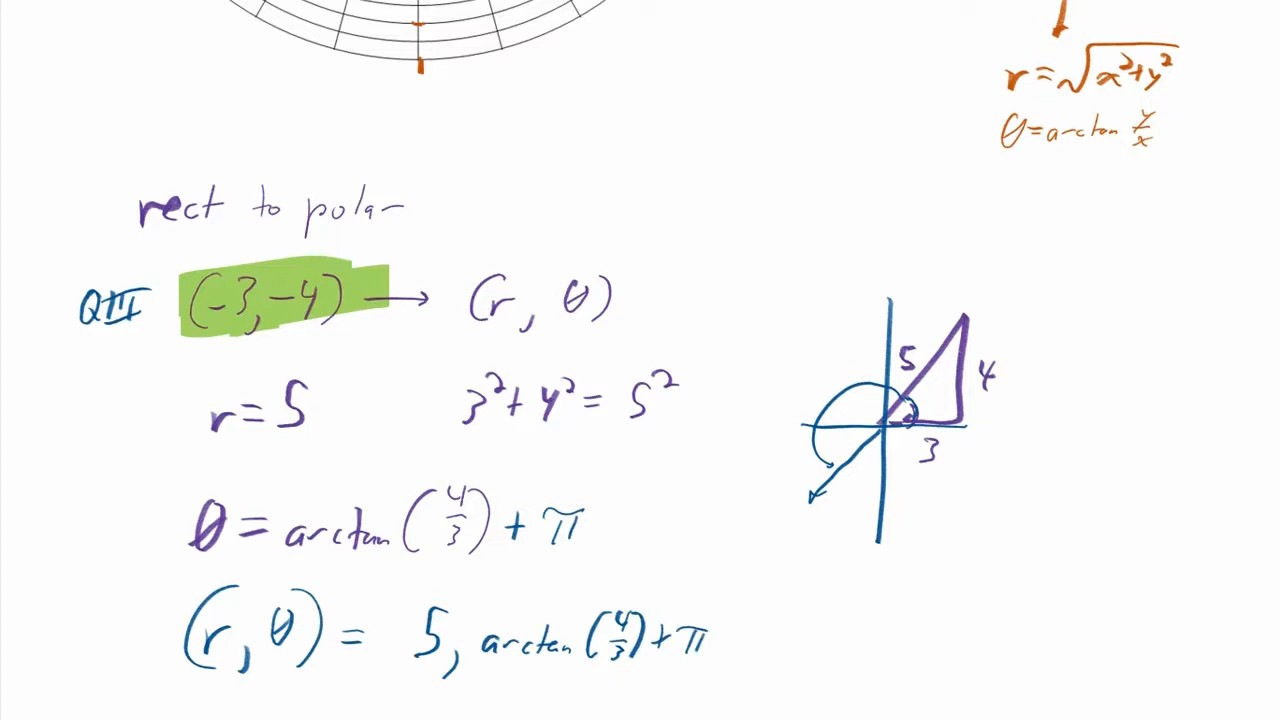 r = √x²+y²
θ = arctan y/x
rect to polar
QIII (-3, -4) → (r, θ)
r = 5
3² + 4² = 5²
5
4
3
θ = arctan (4/3) + π
(r, θ) = 5, arctan (4/3) + π